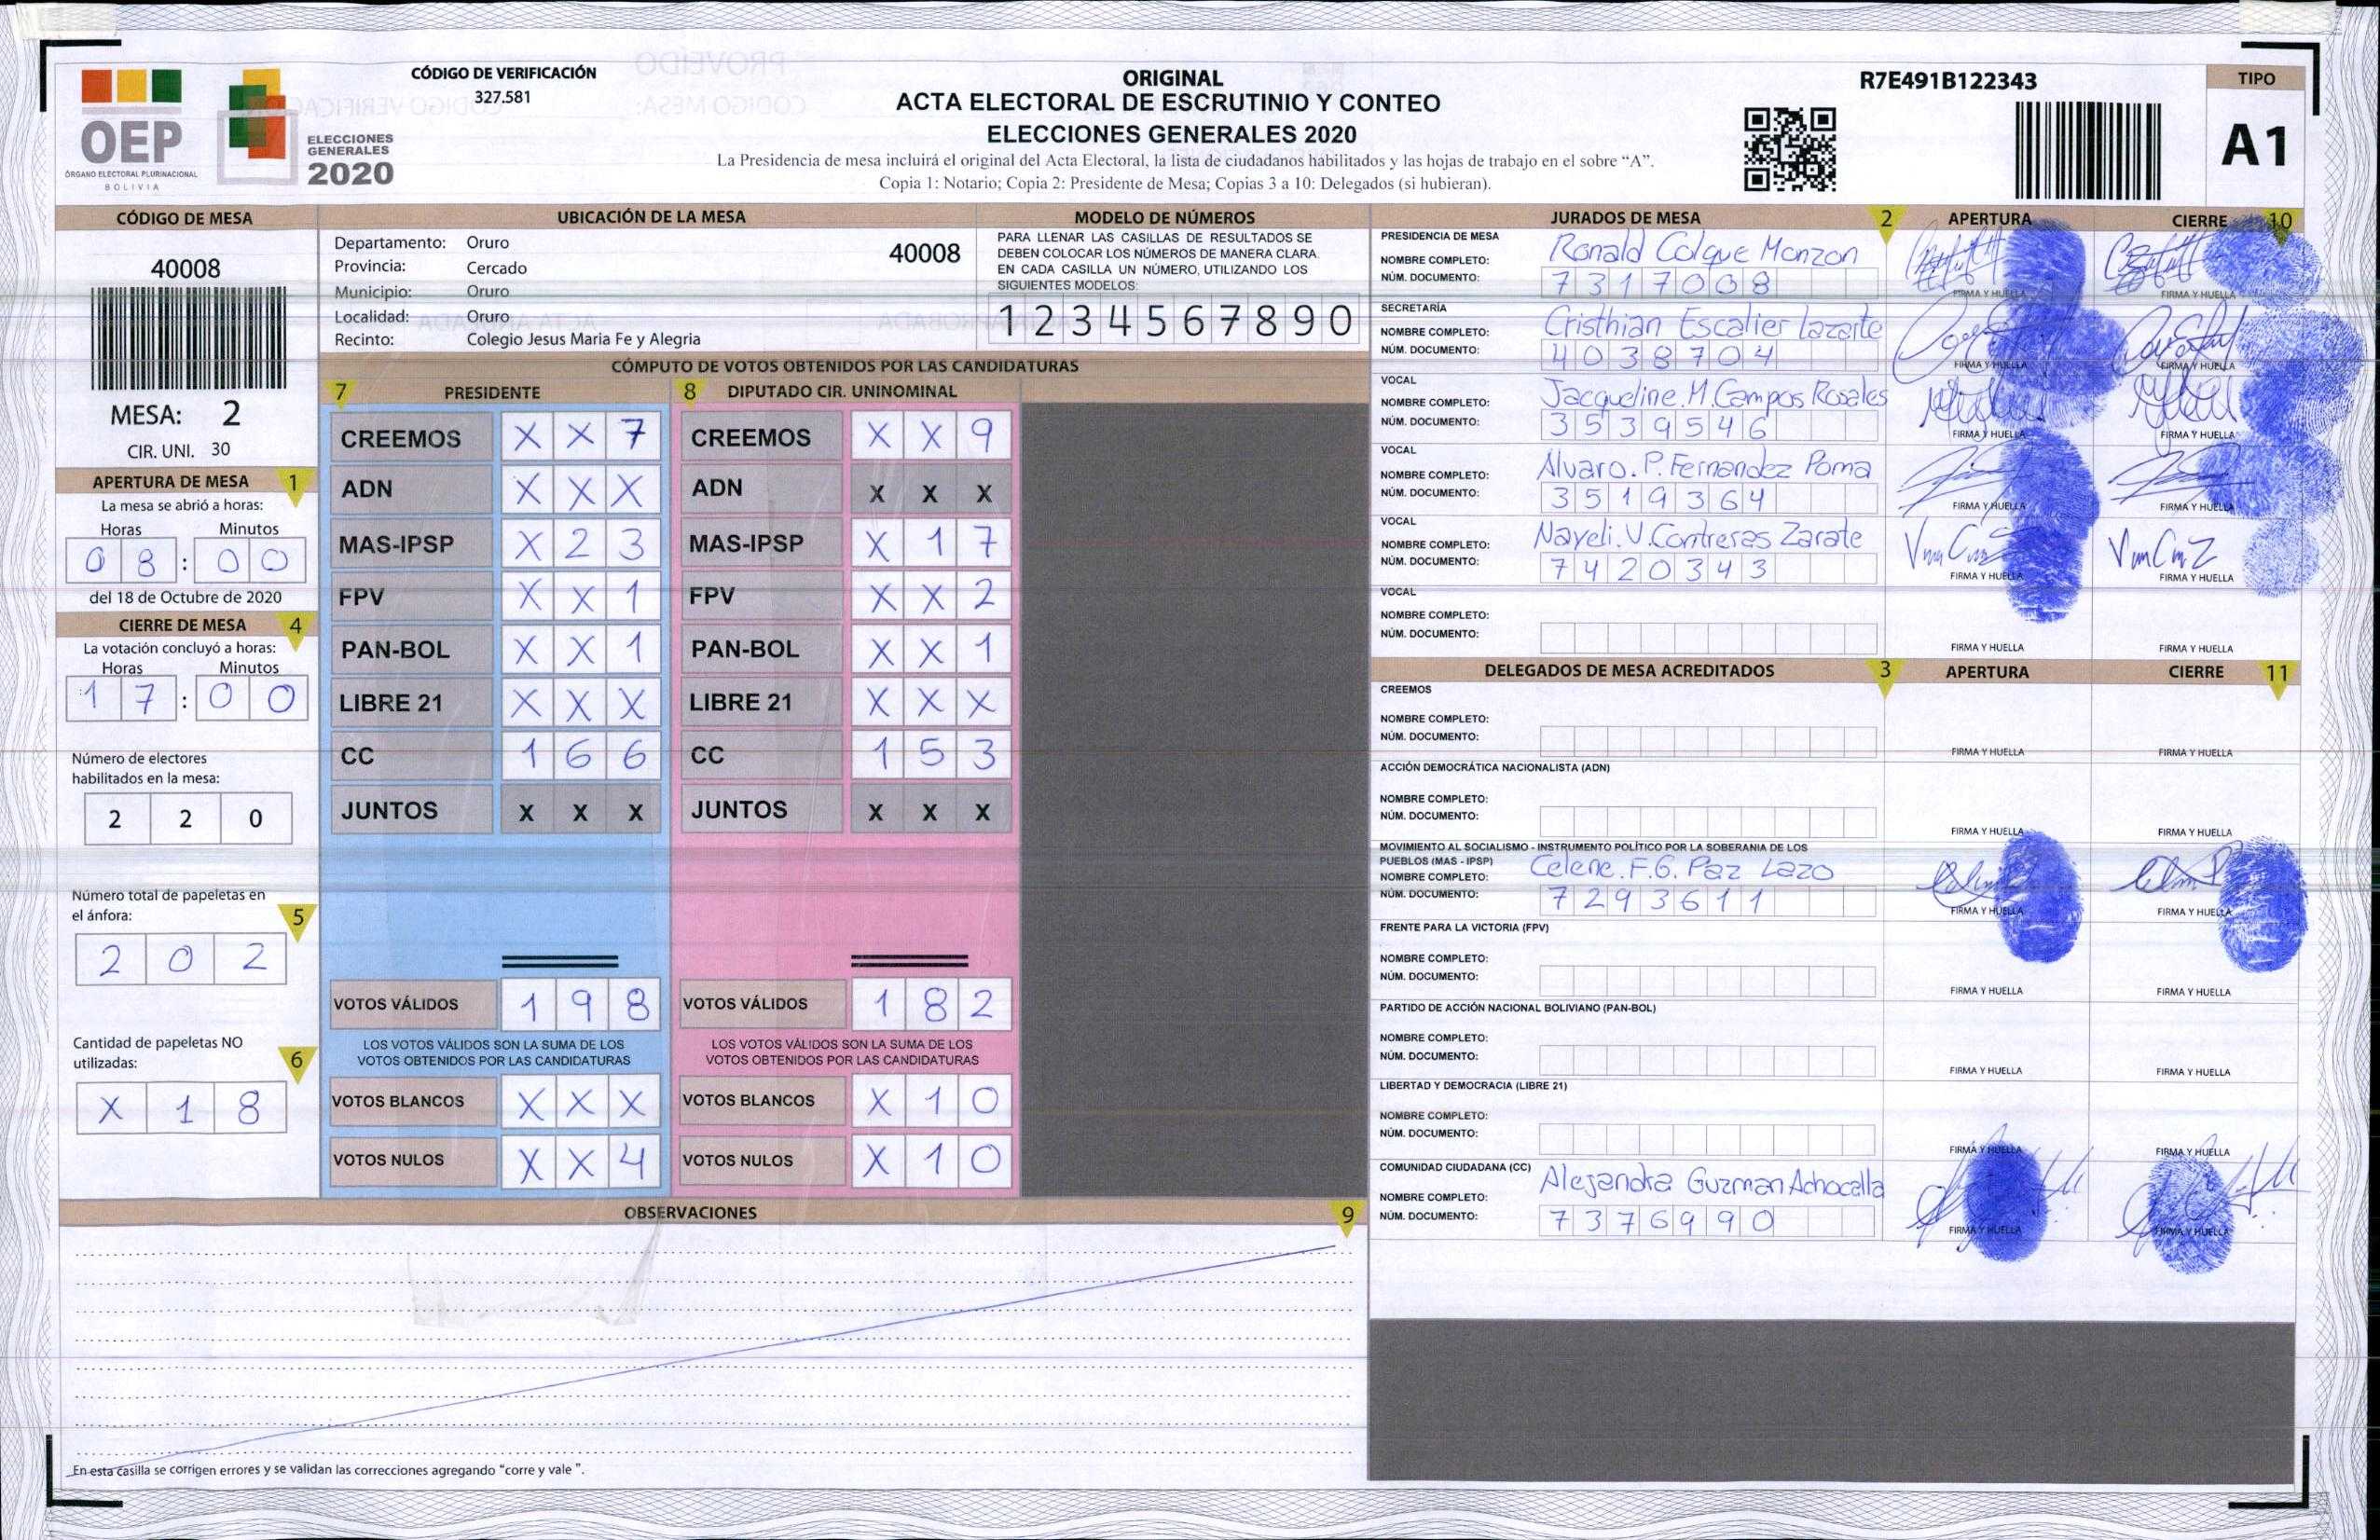 OEP
ÓRGANO ELECTORAL PLURINACIONAL
BOLIVIA
ELECCIONES
GENERALES
2020
CÓDIGO DE VERIFICACIÓN
327.581
ORIGINAL
ACTA ELECTORAL DE ESCRUTINIO Y CONTEO
ELECCIONES GENERALES 2020
La Presidencia de mesa incluirá el original del Acta Electoral, la lista de ciudadanos habilitados y las hojas de trabajo en el sobre “A”.
Copia 1: Notario; Copia 2: Presidente de Mesa; Copias 3 a 10: Delegados (si hubieran).
R7E491B122343
TIPO
A1
CÓDIGO DE MESA
40008
MESA: 2
CIR. UNI. 30
APERTURA DE MESA 1
La mesa se abrió a horas:
Horas Minutos
08:00
del 18 de Octubre de 2020
CIERRE DE MESA 4
La votación concluyó a horas:
Horas Minutos
17:00
Número de electores
habilitados en la mesa:
2 2 0
Número total de papeletas en
el ánfora: 5
2 0 2
Cantidad de papeletas NO
utilizadas: 6
X 1 8
UBICACIÓN DE LA MESA
Departamento: Oruro 40008
Provincia: Cercado
Municipio: Oruro
Localidad: Oruro
Recinto: Colegio Jesus Maria Fe y Alegria
MODELO DE NÚMEROS
PARA LLENAR LAS CASILLAS DE RESULTADOS SE
DEBEN COLOCAR LOS NÚMEROS DE MANERA CLARA.
EN CADA CASILLA UN NÚMERO, UTILIZANDO LOS
SIGUIENTES MODELOS:
1 2 3 4 5 6 7 8 9 0
CÓMPUTO DE VOTOS OBTENIDOS POR LAS CANDIDATURAS
7 PRESIDENTE
CREEMOS X X 7
ADN X X X
MAS-IPSP X 2 3
FPV X X 1
PAN-BOL X X 1
LIBRE 21 X X X
CC 1 6 6
JUNTOS X X X
VOTOS VÁLIDOS 1 9 8
LOS VOTOS VÁLIDOS SON LA SUMA DE LOS
VOTOS OBTENIDOS POR LAS CANDIDATURAS
VOTOS BLANCOS X X X
VOTOS NULOS X X 4
8 DIPUTADO CIR. UNINOMINAL
CREEMOS X X 9
ADN X X X
MAS-IPSP X 1 7
FPV X X 2
PAN-BOL X X 1
LIBRE 21 X X X
CC 1 5 3
JUNTOS X X X
VOTOS VÁLIDOS 1 8 2
LOS VOTOS VÁLIDOS SON LA SUMA DE LOS
VOTOS OBTENIDOS POR LAS CANDIDATURAS
VOTOS BLANCOS X 1 0
VOTOS NULOS X 1 0
OBSERVACIONES 9
En esta casilla se corrigen errores y se validan las correcciones agregando “corre y vale ”.
JURADOS DE MESA 2 APERTURA CIERRE 10
PRESIDENCIA DE MESA
NOMBRE COMPLETO: Ronald Colque Monzon
NÚM. DOCUMENTO: 7317008
FIRMA Y HUELLA FIRMA Y HUELLA
SECRETARÍA
NOMBRE COMPLETO: Cristhian Escalier Lazarte
NÚM. DOCUMENTO: 4038704
FIRMA Y HUELLA FIRMA Y HUELLA
VOCAL
NOMBRE COMPLETO: Jacqueline.M.Campos Rosales
NÚM. DOCUMENTO: 3539546
FIRMA Y HUELLA FIRMA Y HUELLA
VOCAL
NOMBRE COMPLETO: Alvaro.P.Fernandez Poma
NÚM. DOCUMENTO: 3519364
FIRMA Y HUELLA FIRMA Y HUELLA
VOCAL
NOMBRE COMPLETO: Nayeli.V.Contreras Zarate
NÚM. DOCUMENTO: 7420343
FIRMA Y HUELLA FIRMA Y HUELLA
VOCAL
NOMBRE COMPLETO:
NÚM. DOCUMENTO:
FIRMA Y HUELLA FIRMA Y HUELLA
DELEGADOS DE MESA ACREDITADOS 3 APERTURA CIERRE 11
CREEMOS
NOMBRE COMPLETO:
NÚM. DOCUMENTO:
FIRMA Y HUELLA FIRMA Y HUELLA
ACCIÓN DEMOCRÁTICA NACIONALISTA (ADN)
NOMBRE COMPLETO:
NÚM. DOCUMENTO:
FIRMA Y HUELLA FIRMA Y HUELLA
MOVIMIENTO AL SOCIALISMO - INSTRUMENTO POLÍTICO POR LA SOBERANIA DE LOS
PUEBLOS (MAS - IPSP)
NOMBRE COMPLETO: Celene.F.G.Paz Lazo
NÚM. DOCUMENTO: 7293611
FIRMA Y HUELLA FIRMA Y HUELLA
FRENTE PARA LA VICTORIA (FPV)
NOMBRE COMPLETO:
NÚM. DOCUMENTO:
FIRMA Y HUELLA FIRMA Y HUELLA
PARTIDO DE ACCIÓN NACIONAL BOLIVIANO (PAN-BOL)
NOMBRE COMPLETO:
NÚM. DOCUMENTO:
FIRMA Y HUELLA FIRMA Y HUELLA
LIBERTAD Y DEMOCRACIA (LIBRE 21)
NOMBRE COMPLETO:
NÚM. DOCUMENTO:
FIRMA Y HUELLA FIRMA Y HUELLA
COMUNIDAD CIUDADANA (CC)
NOMBRE COMPLETO: Alejandra Guzman Achocalla
NÚM. DOCUMENTO: 7376990
FIRMA Y HUELLA FIRMA Y HUELLA